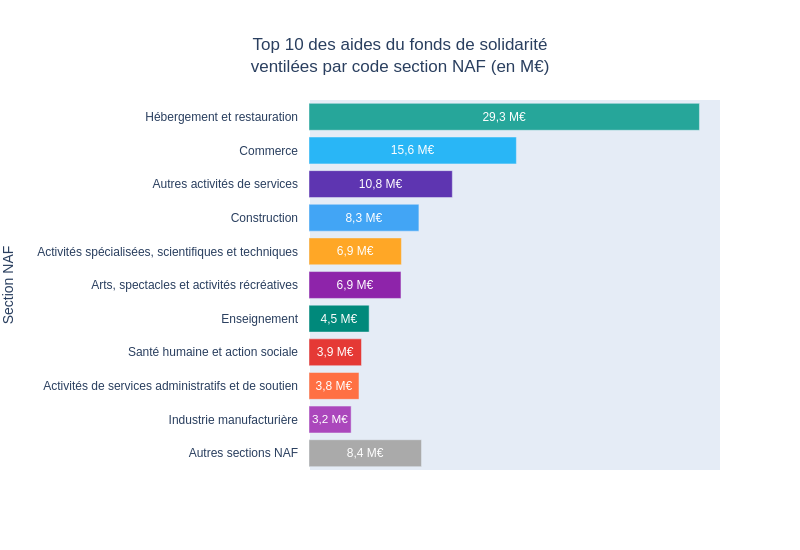 Top 10 des aides du fonds de solidarité
ventilées par code section NAF (en M€)
Section NAF
Hébergement et restauration 29,3 M€
Commerce 15,6 M€
Autres activités de services 10,8 M€
Construction 8,3 M€
Activités spécialisées, scientifiques et techniques 6,9 M€
Arts, spectacles et activités récréatives 6,9 M€
Enseignement 4,5 M€
Santé humaine et action sociale 3,9 M€
Activités de services administratifs et de soutien 3,8 M€
Industrie manufacturière 3,2 M€
Autres sections NAF 8,4 M€